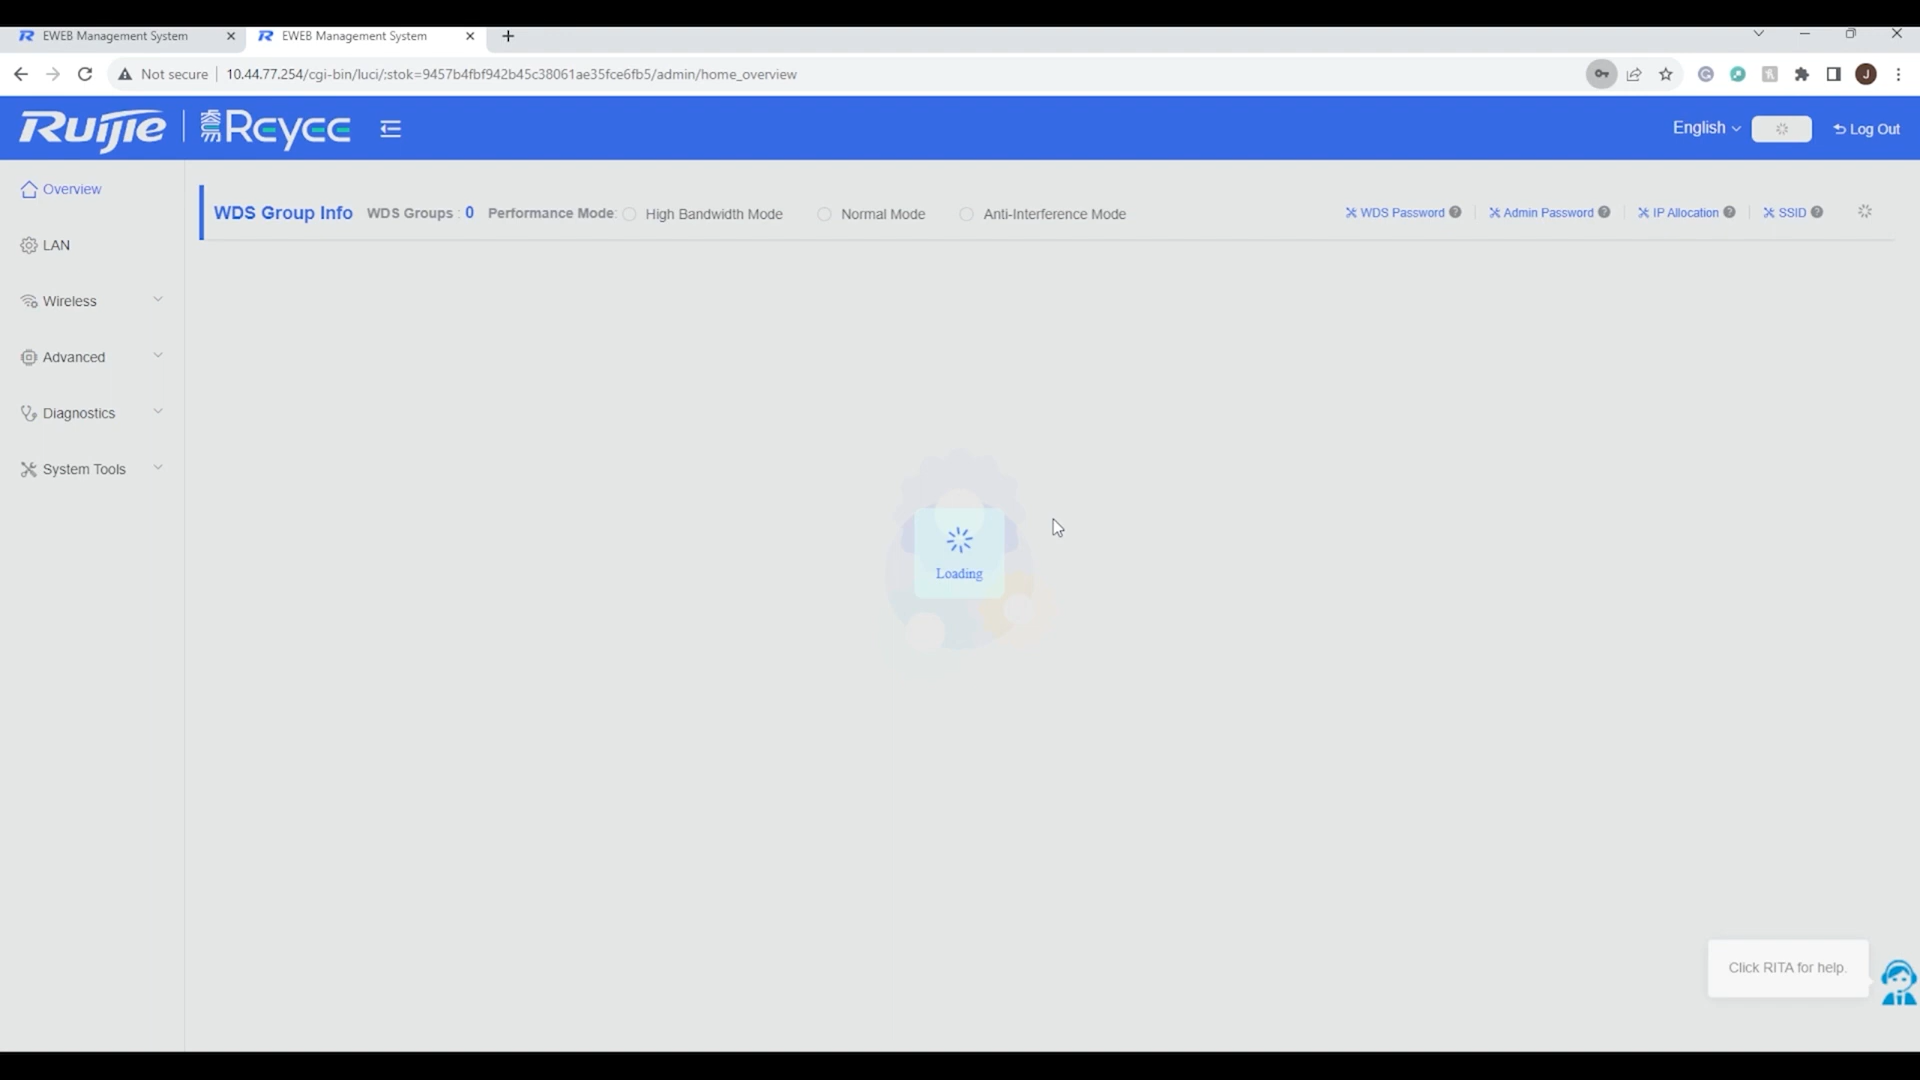 EWEB Management System
EWEB Management System
Not secure
10.44.77.254/cgi-bin/luci/;stok=9457b4fbf942b45c38061ae35fce6fb5/admin/home_overview
J
Ruijie | 睿易 Reyee
English
Log Out
Overview
LAN
Wireless
Advanced
Diagnostics
System Tools
WDS Group Info WDS Groups : 0 Performance Mode: High Bandwidth Mode Normal Mode Anti-Interference Mode
WDS Password ? Admin Password ? IP Allocation ? SSID ?
Loading
Click RITA for help.